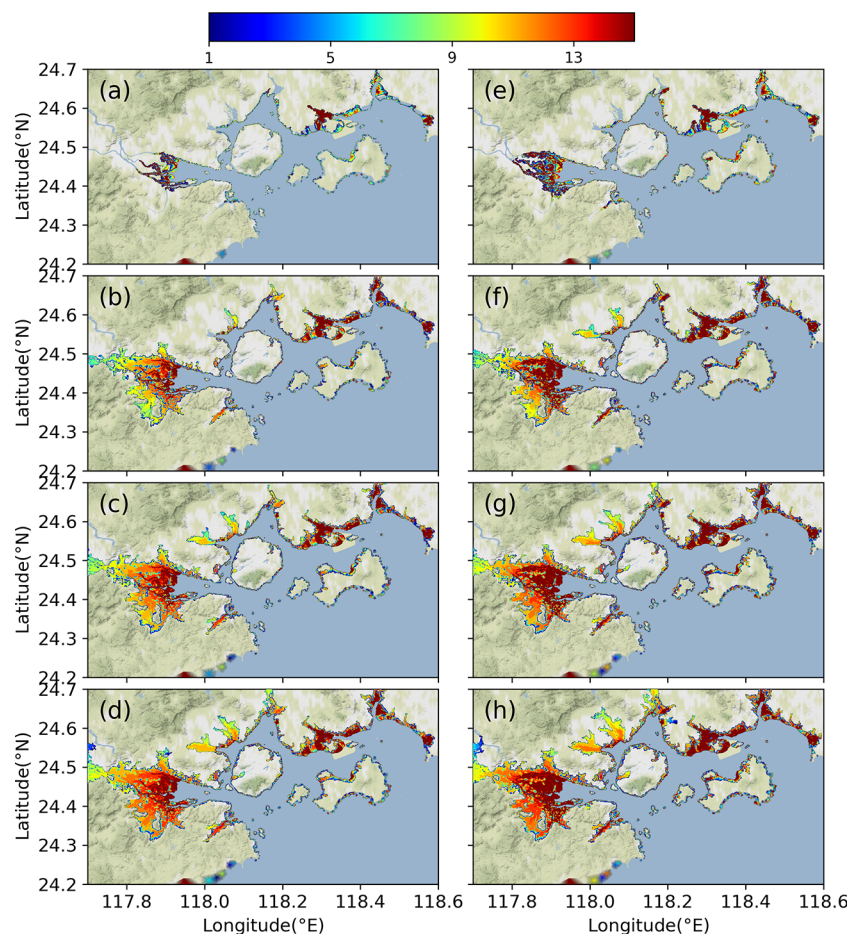 1 5 9 13
24.7
24.6
24.5
24.4
24.3
24.2
Latitude(°N)
(a)
(e)
24.7
24.6
24.5
24.4
24.3
24.2
Latitude(°N)
(b)
(f)
24.7
24.6
24.5
24.4
24.3
24.2
Latitude(°N)
(c)
(g)
24.7
24.6
24.5
24.4
24.3
24.2
Latitude(°N)
(d)
(h)
117.8 118.0 118.2 118.4 118.6 117.8 118.0 118.2 118.4 118.6
Longitude(°E) Longitude(°E)